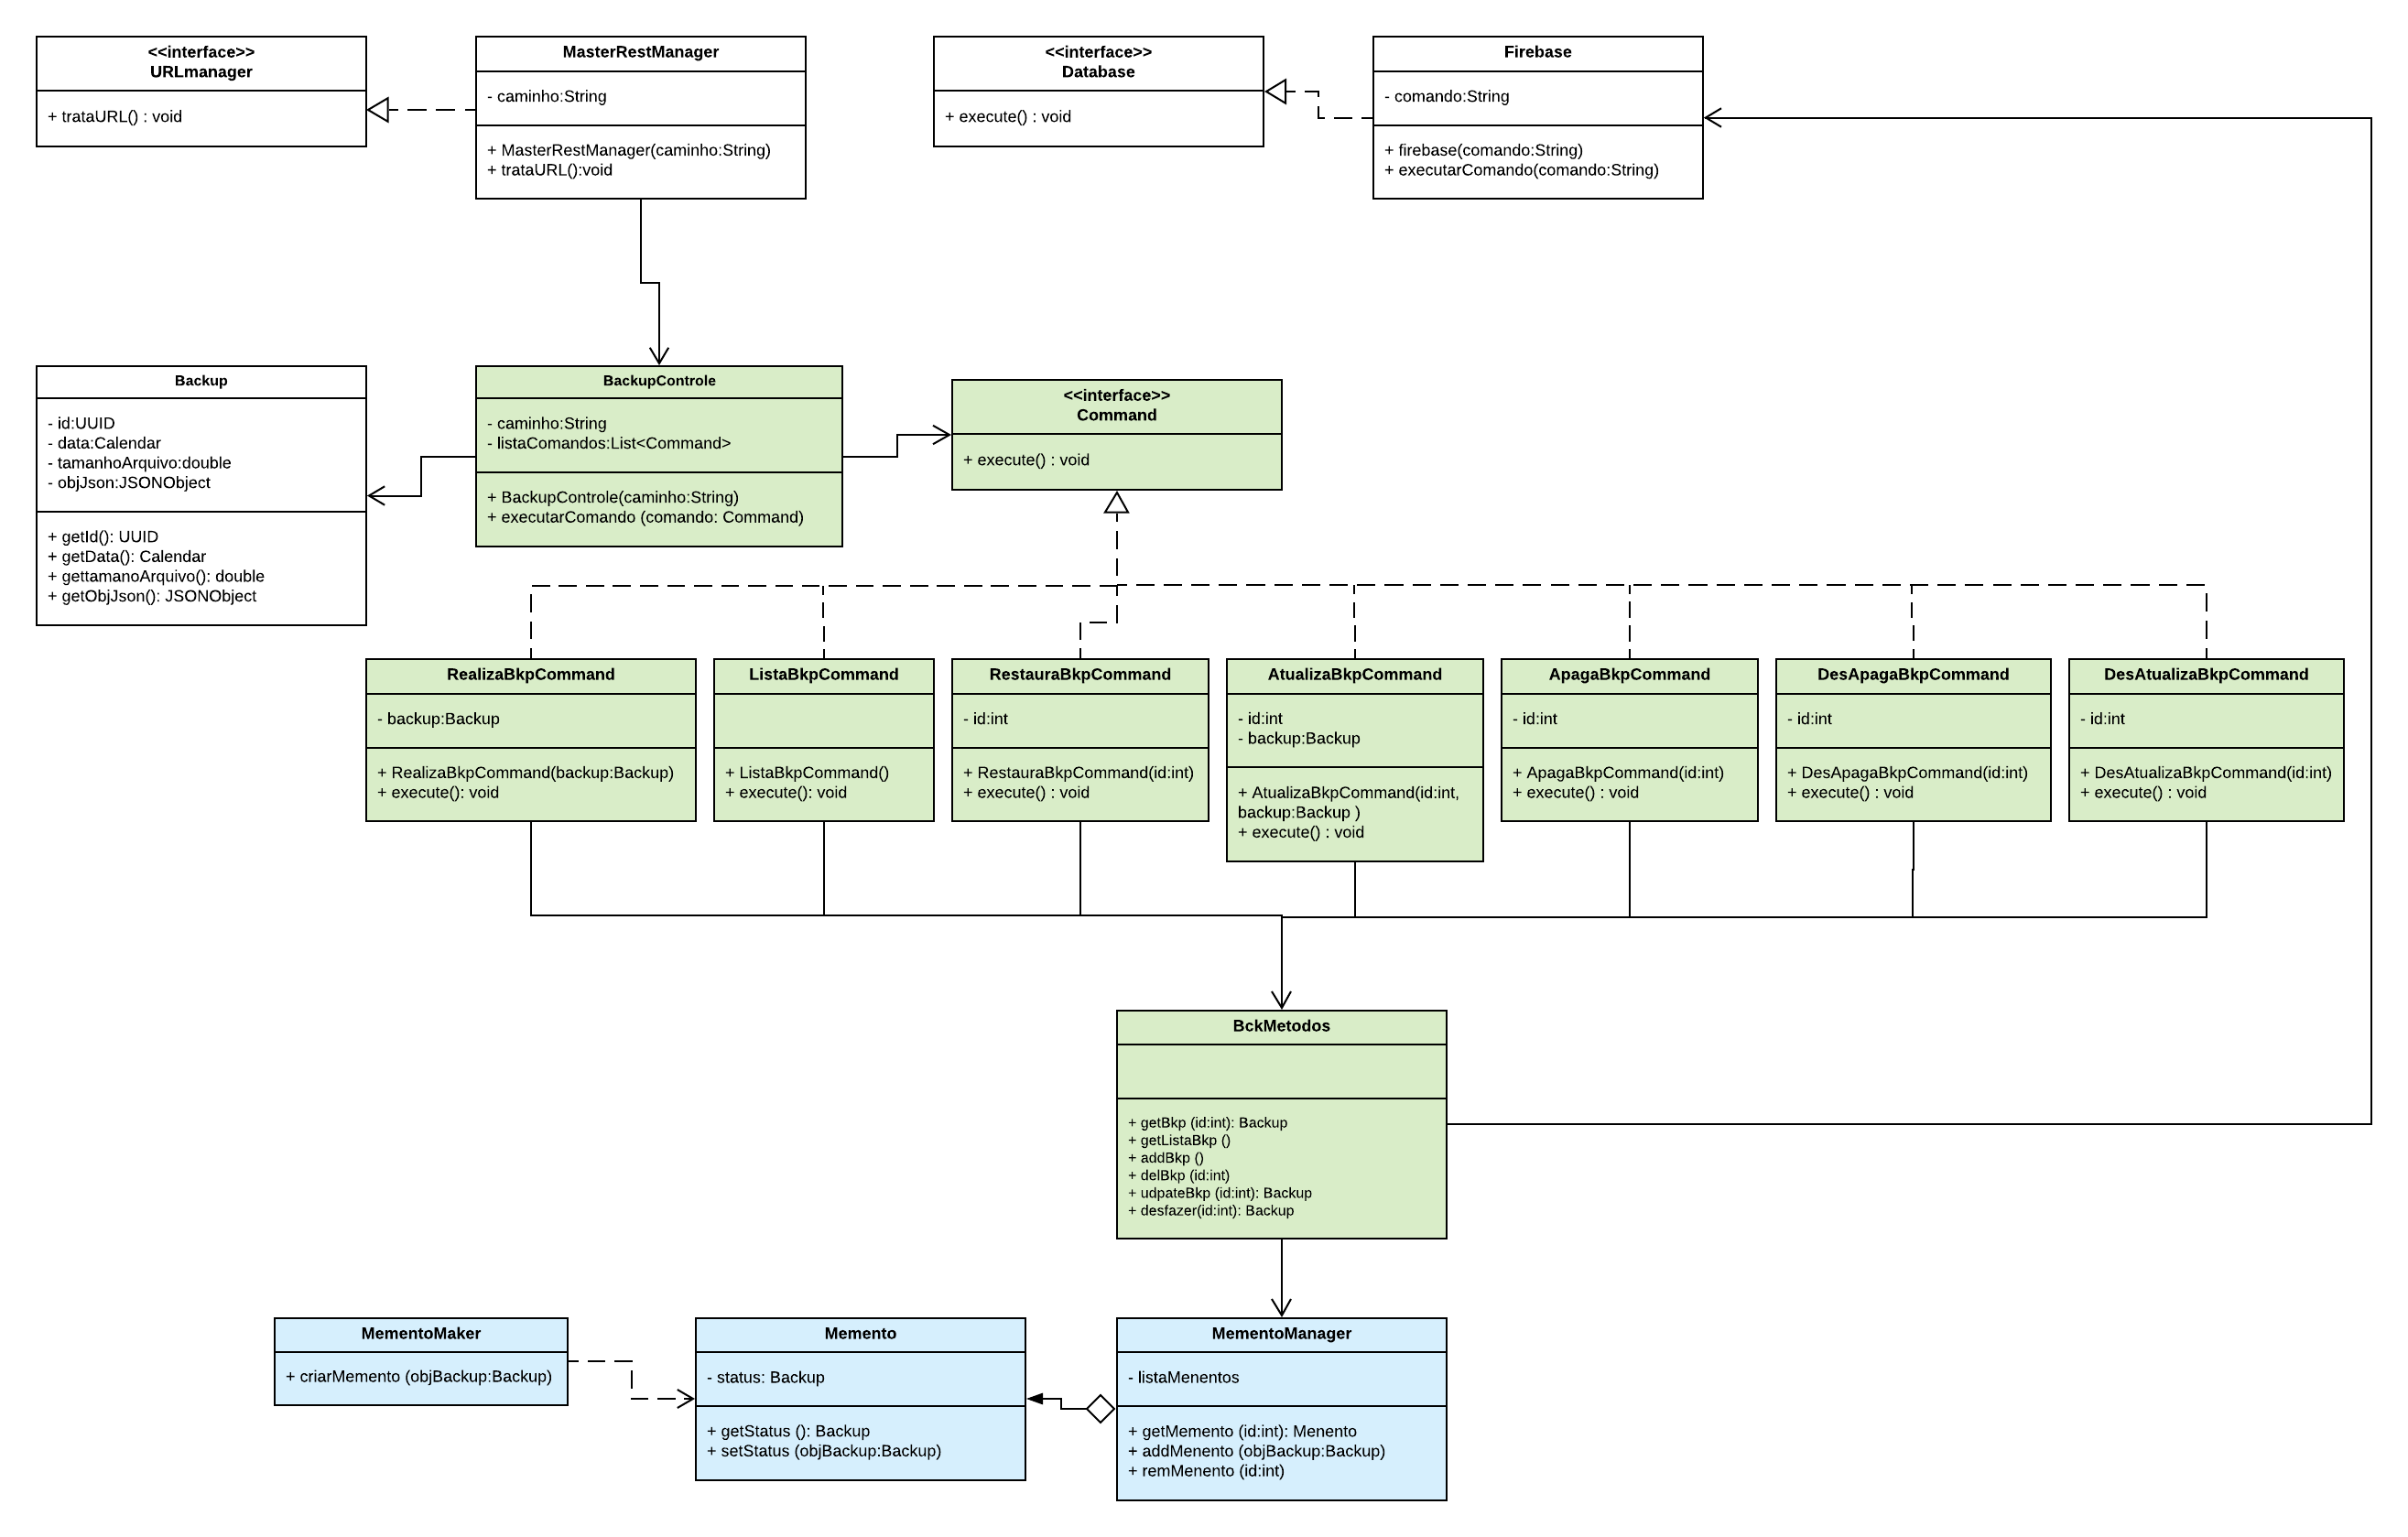 <<interface>>
URLmanager
+ trataURL() : void
MasterRestManager
- caminho:String
+ MasterRestManager(caminho:String)
+ trataURL():void
<<interface>>
Database
+ execute() : void
Firebase
- comando:String
+ firebase(comando:String)
+ executarComando(comando:String)
Backup
- id:UUID
- data:Calendar
- tamanhoArquivo:double
- objJson:JSONObject
+ getId(): UUID
+ getData(): Calendar
+ gettamanoArquivo(): double
+ getObjJson(): JSONObject
BackupControle
- caminho:String
- listaComandos:List<Command>
+ BackupControle(caminho:String)
+ executarComando (comando: Command)
<<interface>>
Command
+ execute() : void
RealizaBkpCommand
- backup:Backup
+ RealizaBkpCommand(backup:Backup)
+ execute(): void
ListaBkpCommand
+ ListaBkpCommand()
+ execute(): void
RestauraBkpCommand
- id:int
+ RestauraBkpCommand(id:int)
+ execute() : void
AtualizaBkpCommand
- id:int
- backup:Backup
+ AtualizaBkpCommand(id:int,
backup:Backup )
+ execute() : void
ApagaBkpCommand
- id:int
+ ApagaBkpCommand(id:int)
+ execute() : void
DesApagaBkpCommand
- id:int
+ DesApagaBkpCommand(id:int)
+ execute() : void
DesAtualizaBkpCommand
- id:int
+ DesAtualizaBkpCommand(id:int)
+ execute() : void
BckMetodos
+ getBkp (id:int): Backup
+ getListaBkp ()
+ addBkp ()
+ delBkp (id:int)
+ udpateBkp (id:int): Backup
+ desfazer(id:int): Backup
MementoMaker
+ criarMemento (objBackup:Backup)
Memento
- status: Backup
+ getStatus (): Backup
+ setStatus (objBackup:Backup)
MementoManager
- listaMenentos
+ getMemento (id:int): Menento
+ addMenento (objBackup:Backup)
+ remMenento (id:int)